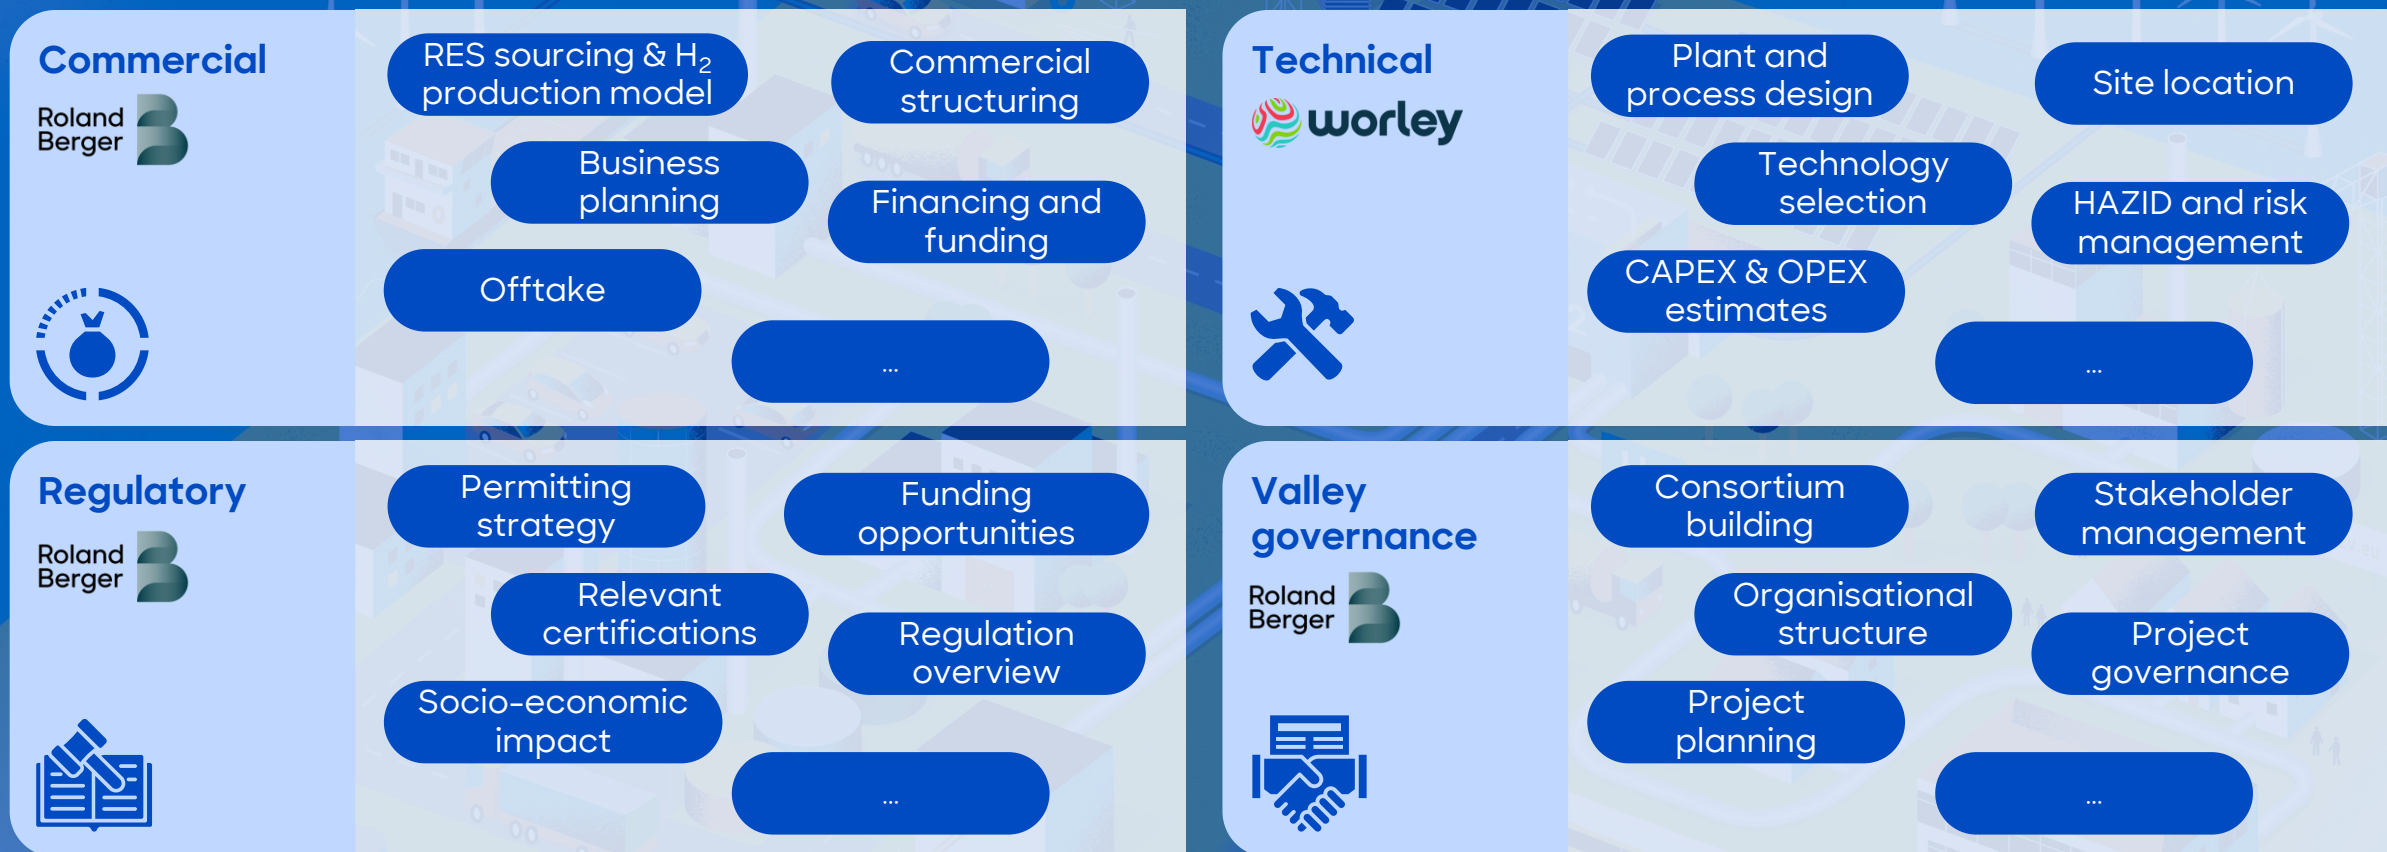 Commercial
Roland
Berger
RES sourcing & H₂
production model
Commercial
structuring
Business
planning
Financing and
funding
Offtake
...
Technical
worley
Plant and
process design
Site location
Technology
selection
HAZID and risk
management
CAPEX & OPEX
estimates
...
Regulatory
Roland
Berger
Permitting
strategy
Funding
opportunities
Relevant
certifications
Regulation
overview
Socio-economic
impact
...
Valley
governance
Roland
Berger
Consortium
building
Stakeholder
management
Organisational
structure
Project
governance
Project
planning
...